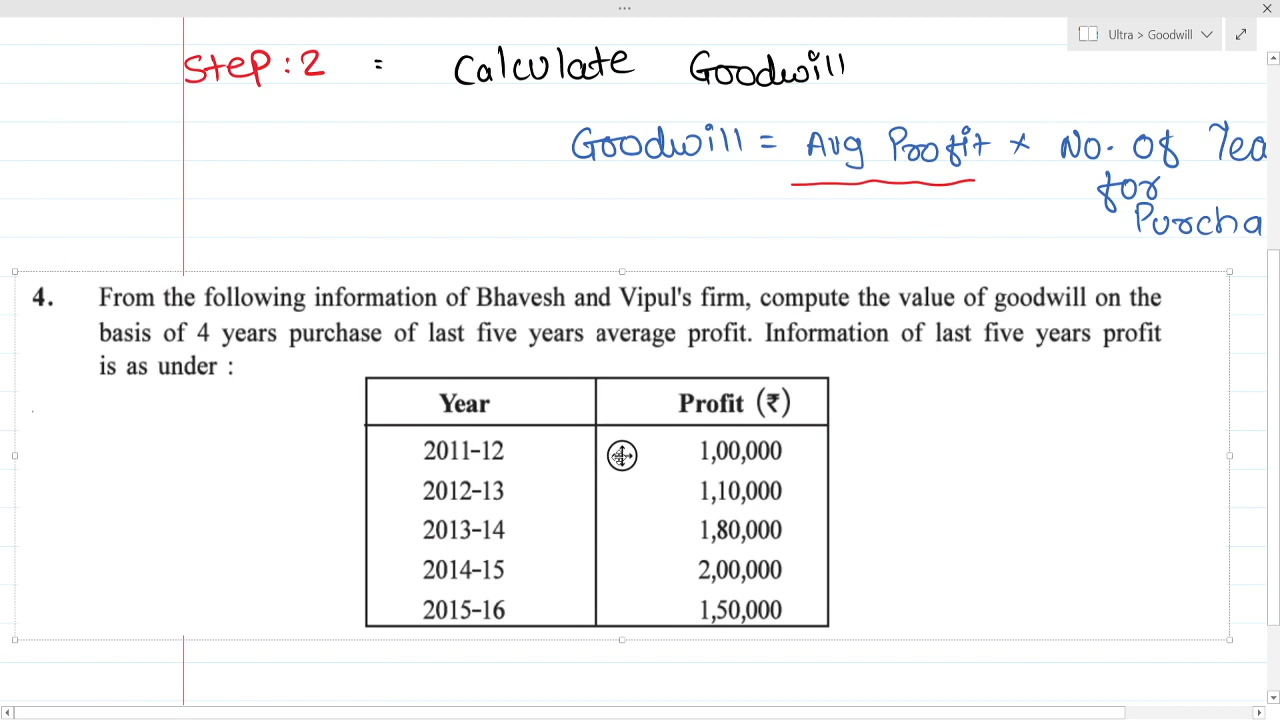 Ultra > Goodwill
Step : 2 = Calculate Goodwill
Goodwill = Avg Profit × No. Of Yea
for
Purcha
4. From the following information of Bhavesh and Vipul's firm, compute the value of goodwill on the
basis of 4 years purchase of last five years average profit. Information of last five years profit
is as under :
Year Profit (₹)
2011–12 1,00,000
2012–13 1,10,000
2013–14 1,80,000
2014–15 2,00,000
2015–16 1,50,000